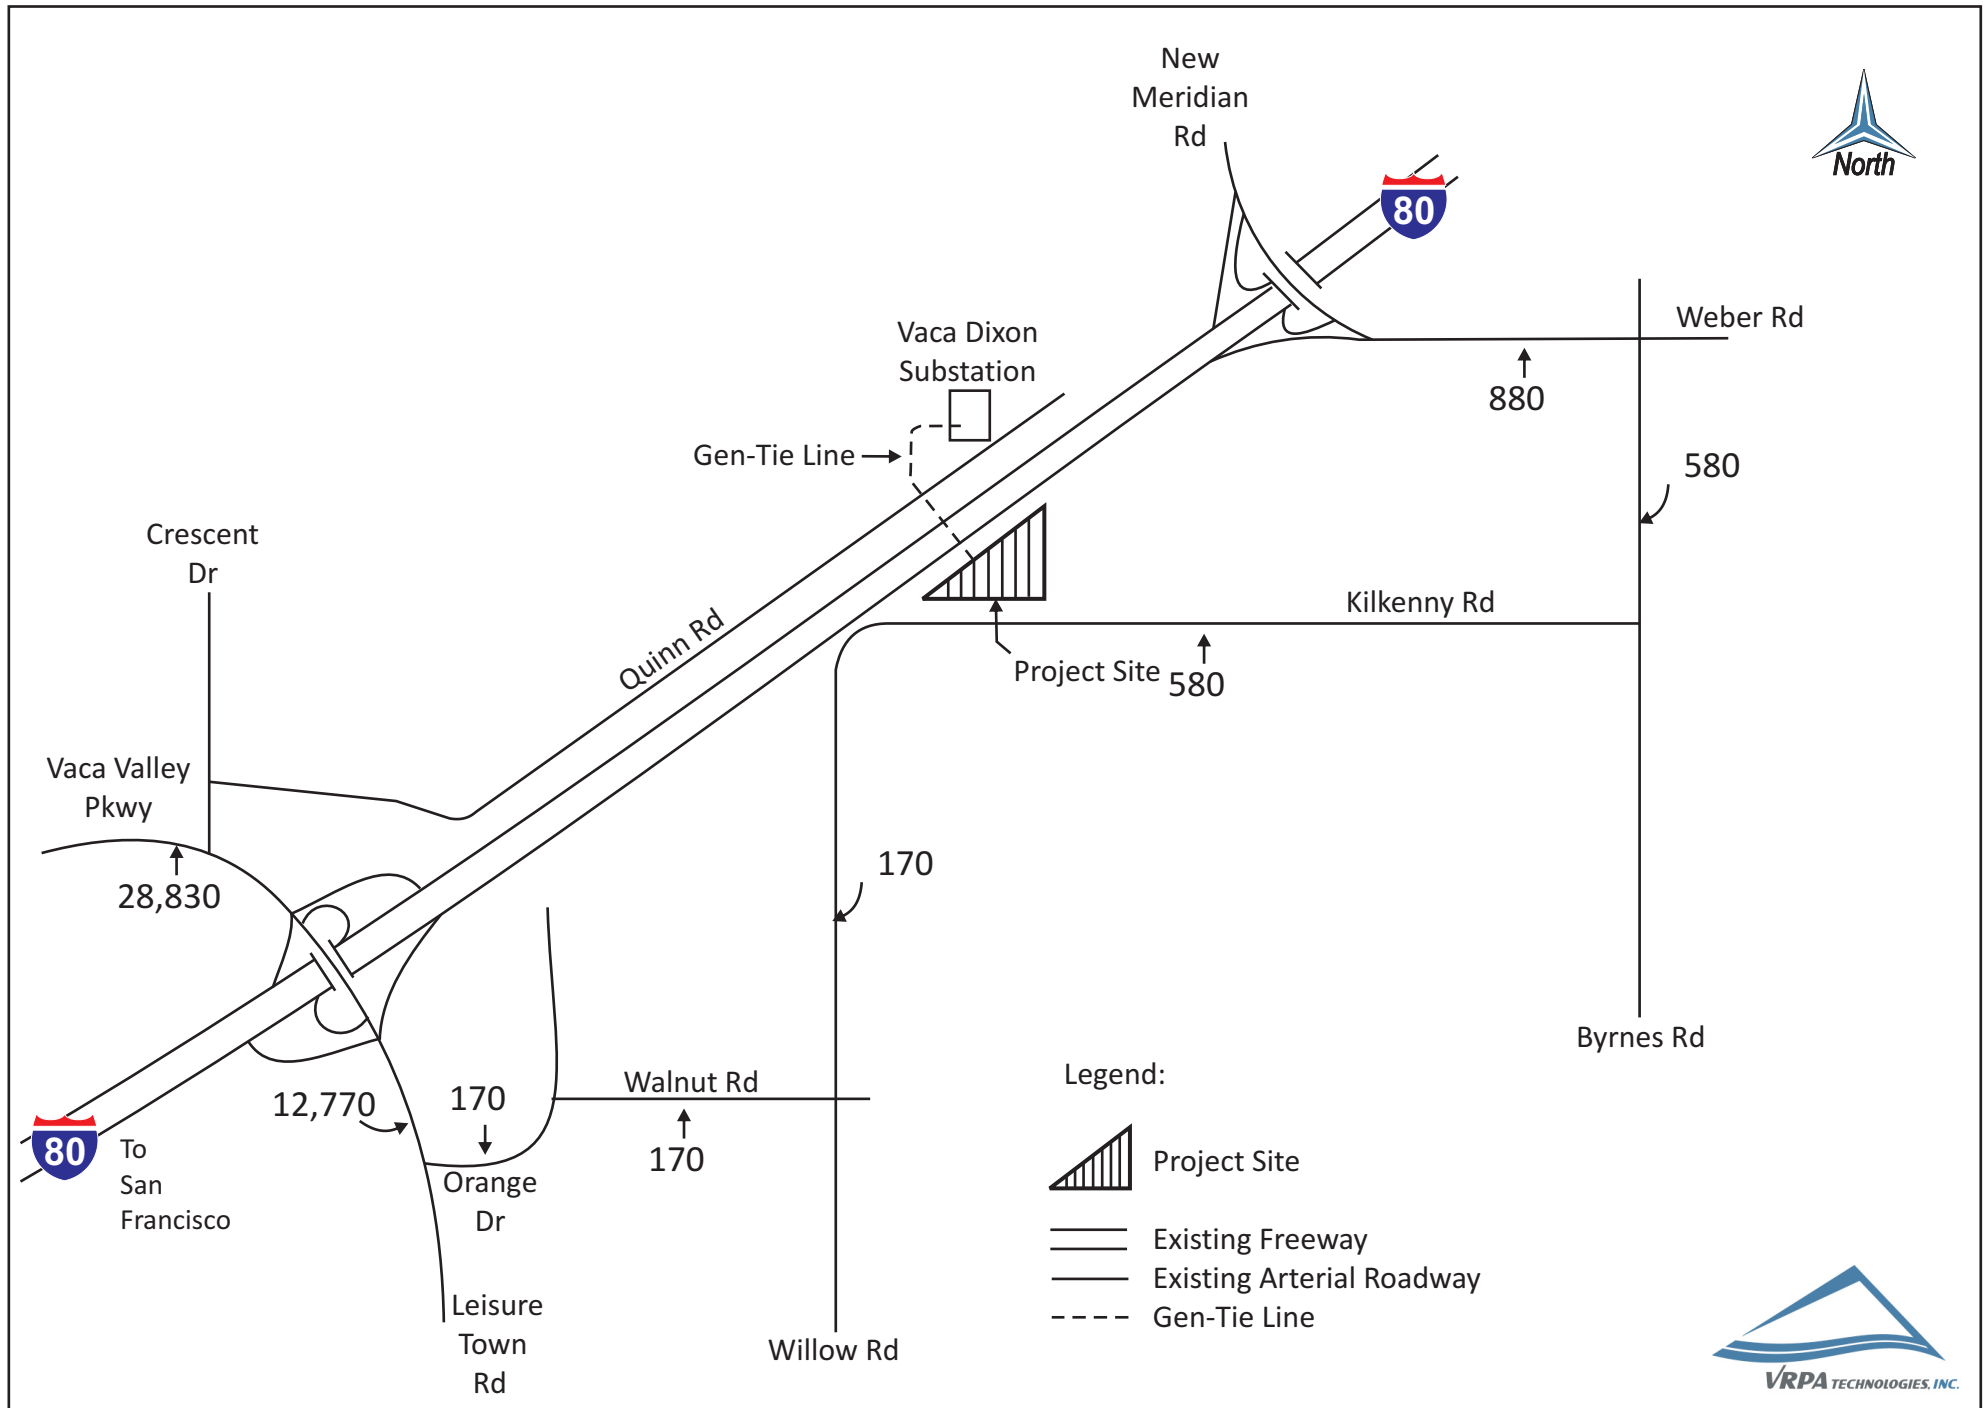 New
Meridian
Rd
80
North
Weber Rd
880
Vaca Dixon
Substation
Gen-Tie Line
580
Crescent
Dr
Quinn Rd
Kilkenny Rd
Project Site
580
Vaca Valley
Pkwy
28,830
170
Byrnes Rd
Legend:
Walnut Rd
170
12,770
170
80
To
San
Francisco
Orange
Dr
Project Site
Existing Freeway
Existing Arterial Roadway
Gen-Tie Line
Leisure
Town
Rd
Willow Rd
VRPA TECHNOLOGIES, INC.